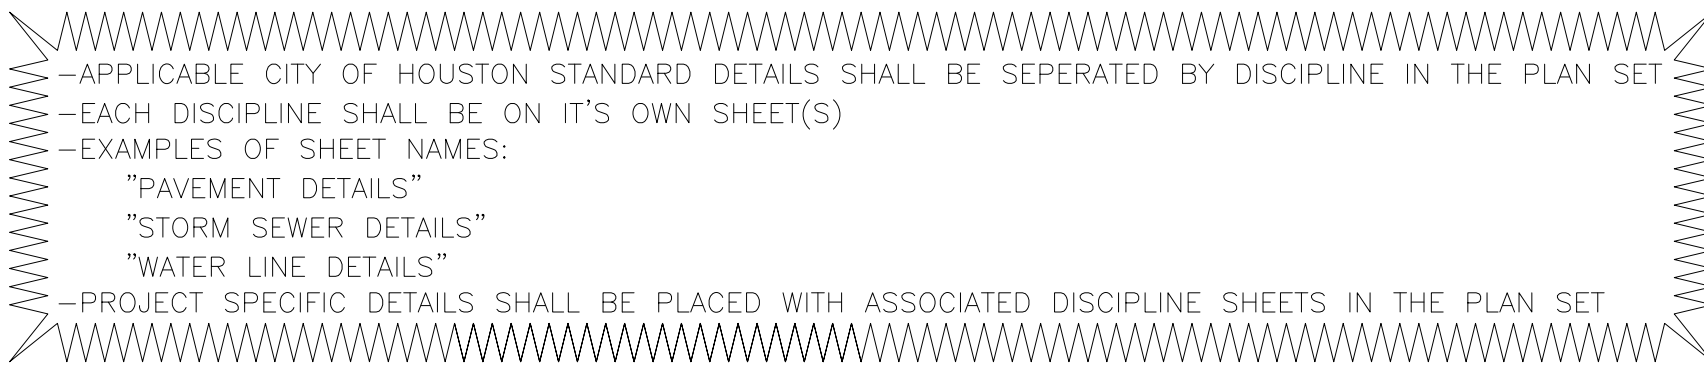 -APPLICABLE CITY OF HOUSTON STANDARD DETAILS SHALL BE SEPERATED BY DISCIPLINE IN THE PLAN SET
-EACH DISCIPLINE SHALL BE ON IT'S OWN SHEET(S)
-EXAMPLES OF SHEET NAMES:
"PAVEMENT DETAILS"
"STORM SEWER DETAILS"
"WATER LINE DETAILS"
-PROJECT SPECIFIC DETAILS SHALL BE PLACED WITH ASSOCIATED DISCIPLINE SHEETS IN THE PLAN SET